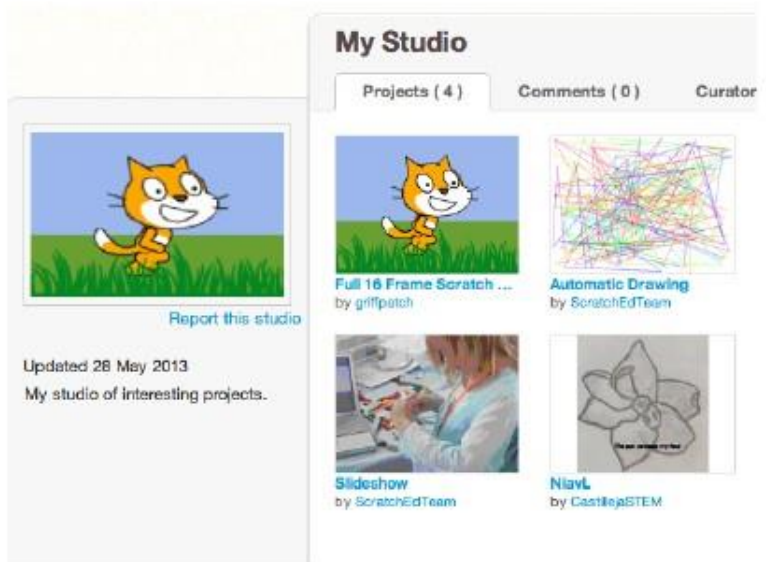 My Studio
Projects ( 4 ) Comments ( 0 ) Curator
Report this studio
Updated 28 May 2013
My studio of interesting projects.
Full 16 Frame Scratch ...
by griffpatch
Automatic Drawing
by ScratchEdTeam
Slideshow
by ScratchEdTeam
NiavL
by CastillejaSTEM